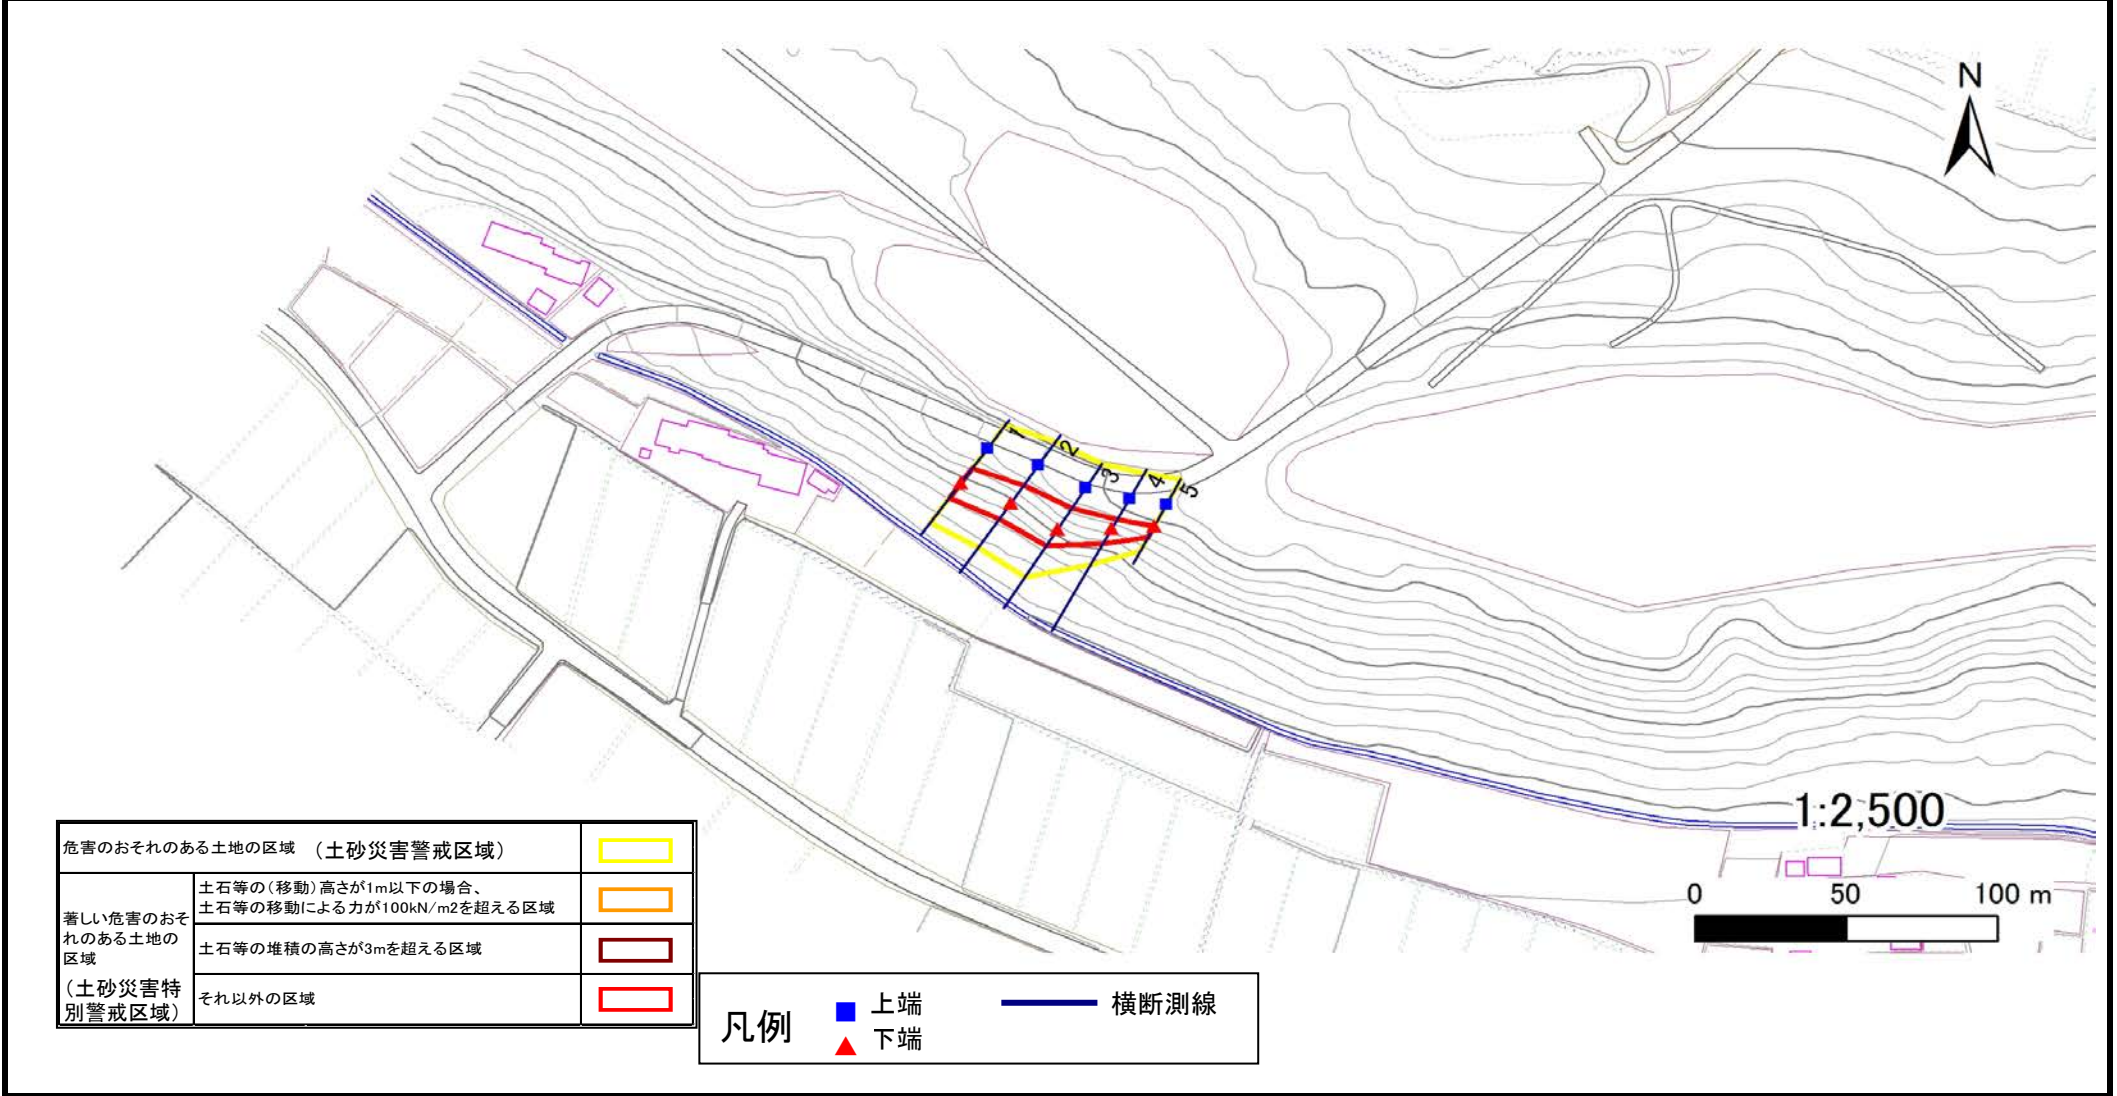 N
1
2
3
4
5
1:2,500
0 50 100 m
危害のおそれのある土地の区域 （土砂災害警戒区域）
著しい危害のおそ
れのある土地の
区域
（土砂災害特
別警戒区域）
土石等の（移動）高さが1m以下の場合、
土石等の移動による力が100kN/m2を超える区域
土石等の堆積の高さが3mを超える区域
それ以外の区域
凡例
上端
下端
横断測線